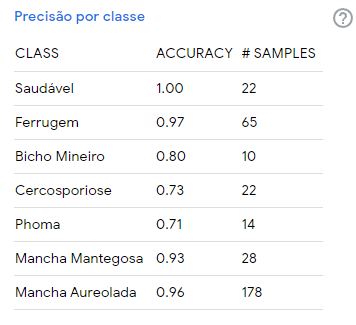 Precisão por classe ?
CLASS ACCURACY # SAMPLES
Saudável 1.00 22
Ferrugem 0.97 65
Bicho Mineiro 0.80 10
Cercosporiose 0.73 22
Phoma 0.71 14
Mancha Mantegosa 0.93 28
Mancha Aureolada 0.96 178